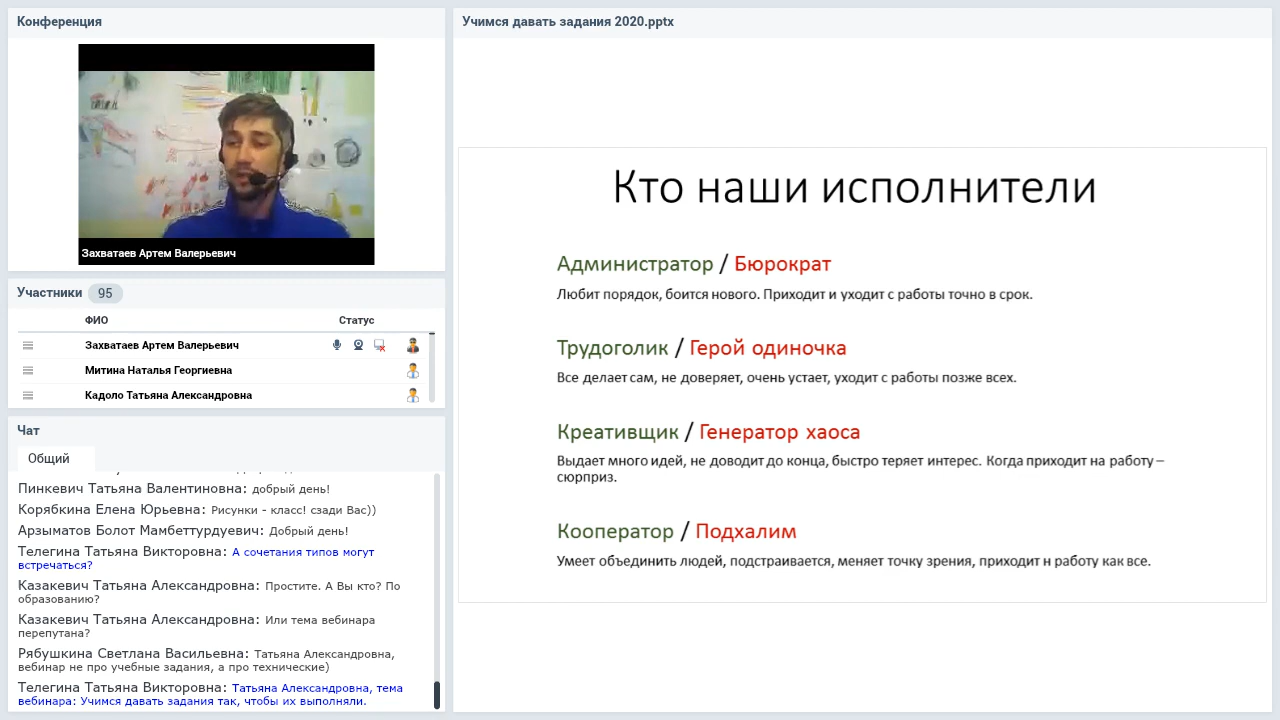 Конференция
Захватаев Артем Валерьевич
Участники 95
ФИО Статус
Захватаев Артем Валерьевич
Митина Наталья Георгиевна
Кадоло Татьяна Александровна
Чат
Общий
Пинкевич Татьяна Валентиновна: добрый день!
Корябкина Елена Юрьевна: Рисунки - класс! сзади Вас))
Арзыматов Болот Мамбеттурдуевич: Добрый день!
Телегина Татьяна Викторовна: А сочетания типов могут
встречаться?
Казакевич Татьяна Александровна: Простите. А Вы кто? По
образованию?
Казакевич Татьяна Александровна: Или тема вебинара
перепутана?
Рябушкина Светлана Васильевна: Татьяна Александровна,
вебинар не про учебные задания, а про технические)
Телегина Татьяна Викторовна: Татьяна Александровна, тема
вебинара: Учимся давать задания так, чтобы их выполняли.
Учимся давать задания 2020.pptx
Кто наши исполнители
Администратор / Бюрократ
Любит порядок, боится нового. Приходит и уходит с работы точно в срок.
Трудоголик / Герой одиночка
Все делает сам, не доверяет, очень устает, уходит с работы позже всех.
Креативщик / Генератор хаоса
Выдает много идей, не доводит до конца, быстро теряет интерес. Когда приходит на работу –
сюрприз.
Кооператор / Подхалим
Умеет объединить людей, подстраивается, меняет точку зрения, приходит н работу как все.